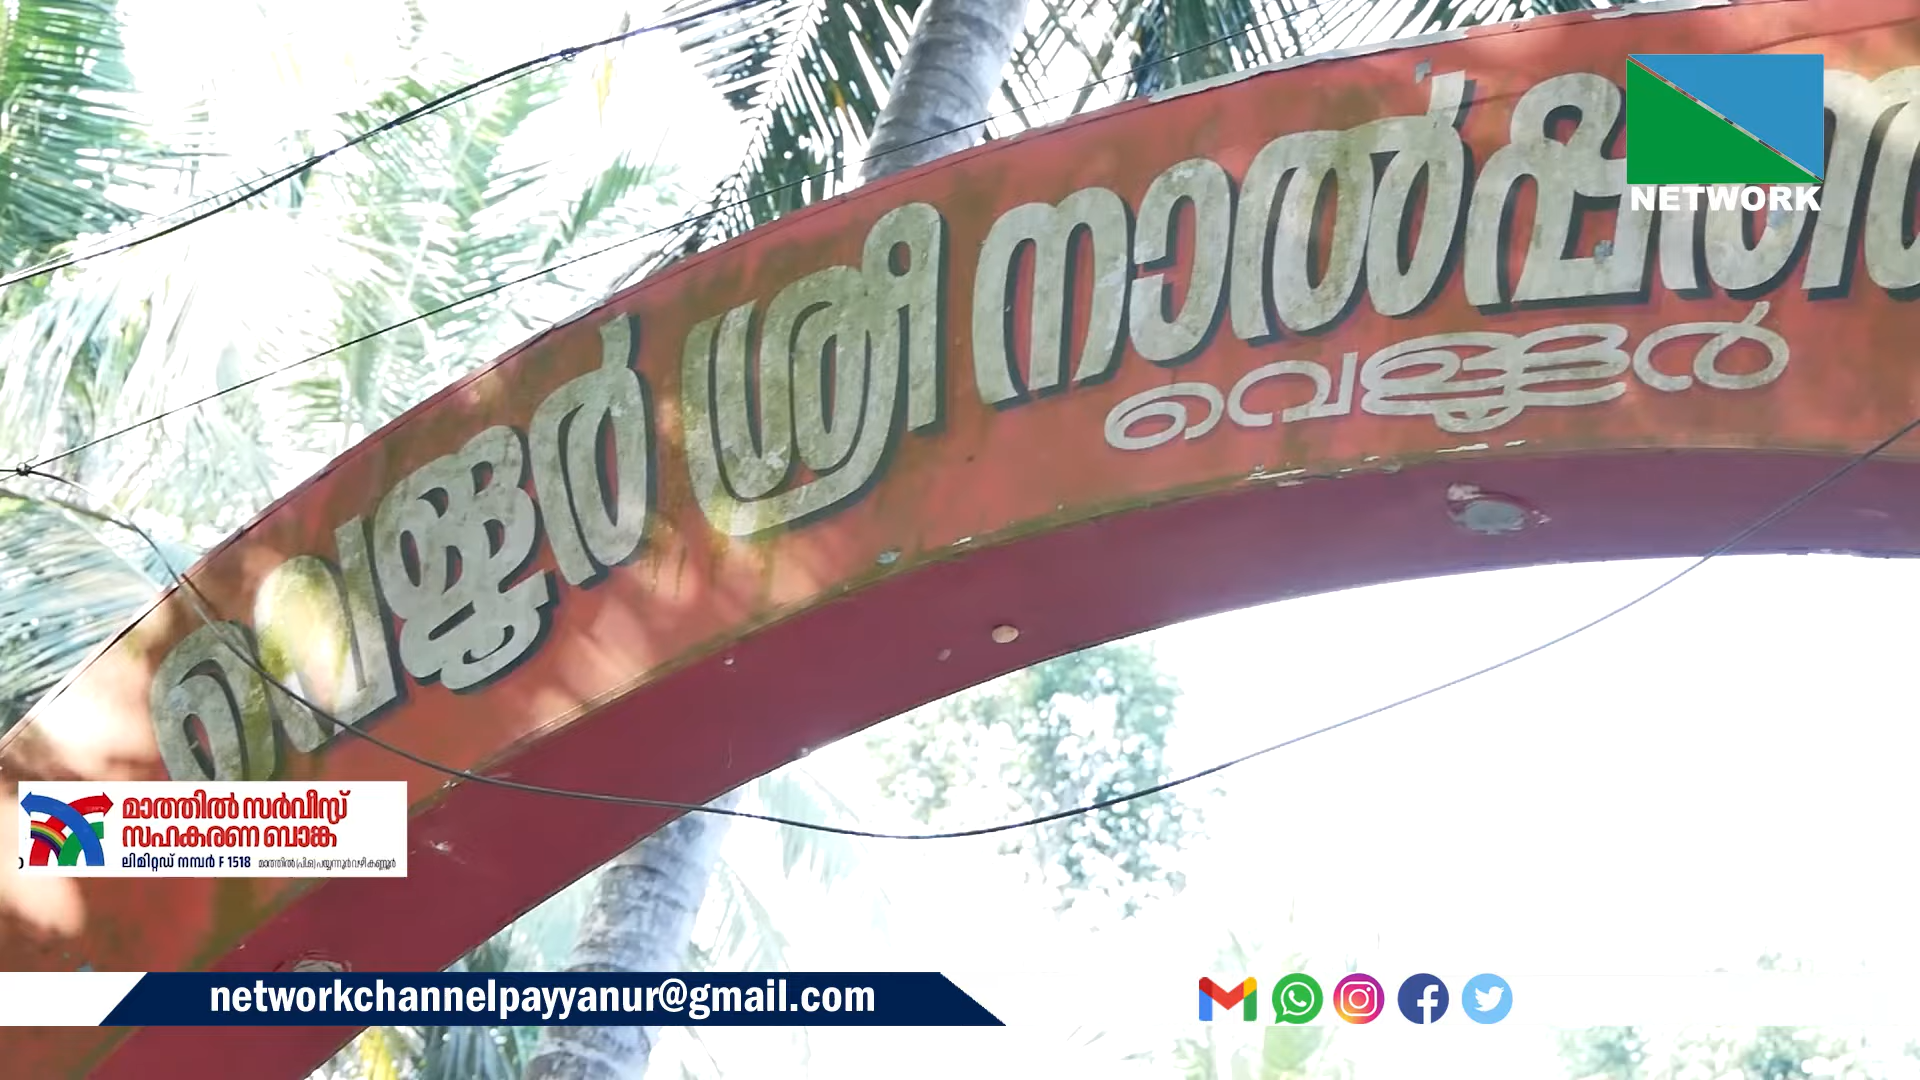 വെള്ളൂർ ശ്രീ നാൽപ്പ
വെള്ളൂർ
NETWORK
മാത്തിൽ സർവീസ്സ്
സഹകരണ ബാങ്ക്
ലിമിറ്റഡ് നമ്പർ F 1518
networkchannelpayyanur@gmail.com